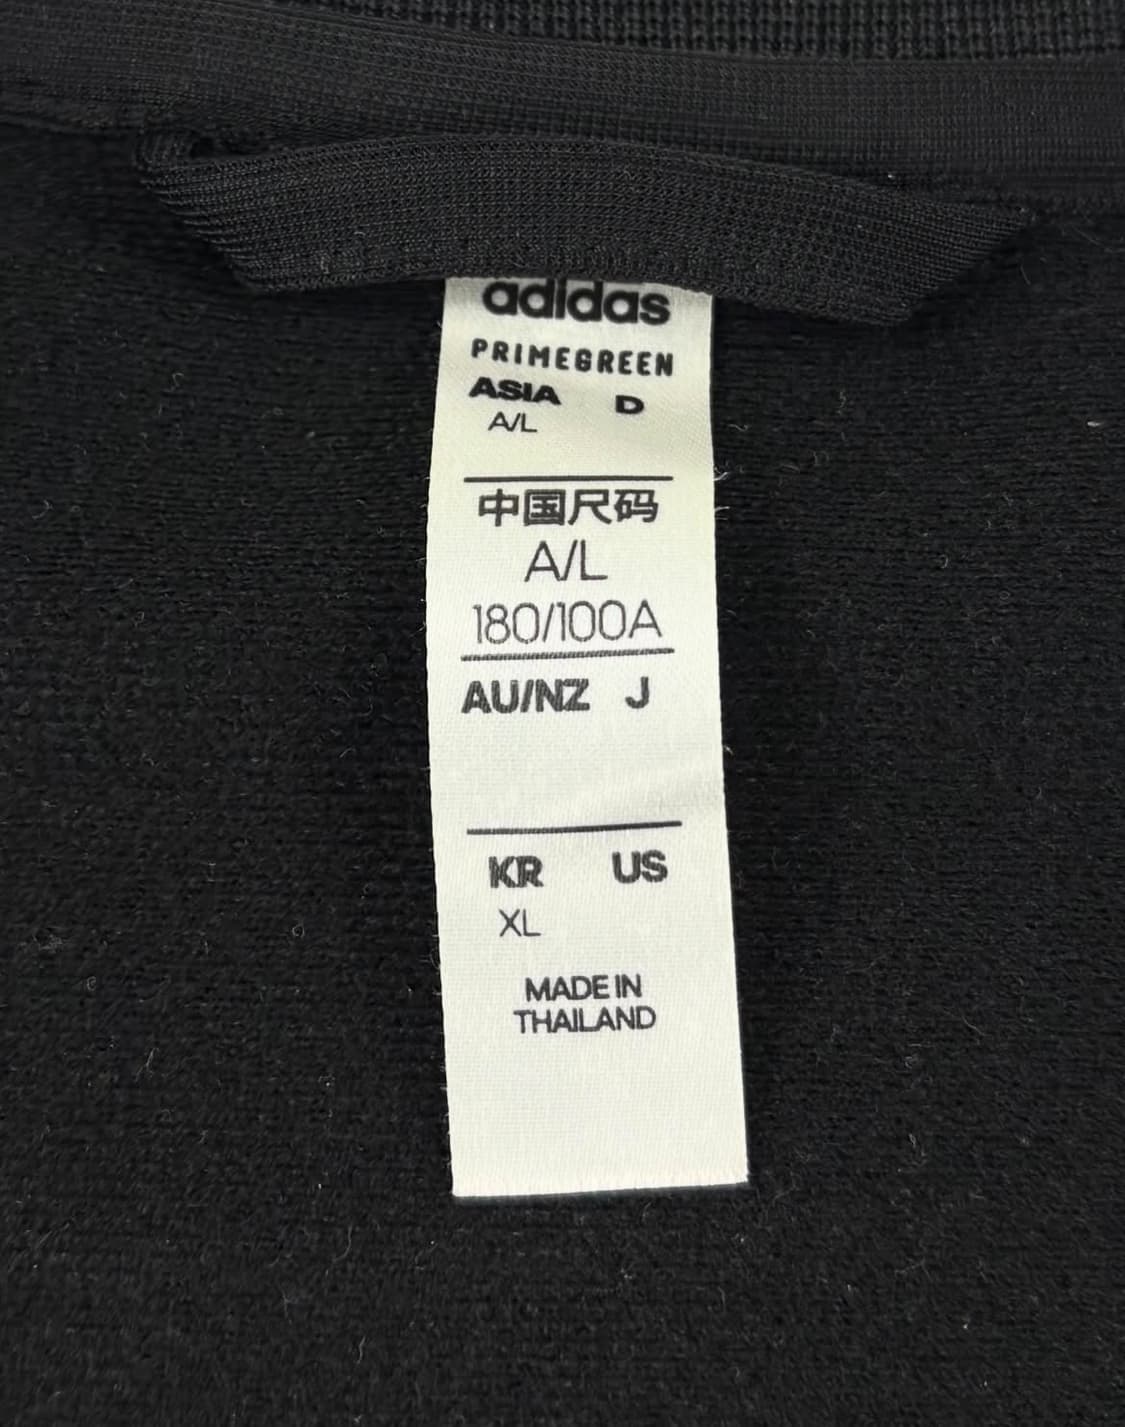 adidas
PRIMEGREEN
ASIA D
A/L
中国尺码
A/L
180/100A
AU/NZ J
KR US
XL
MADE IN
THAILAND